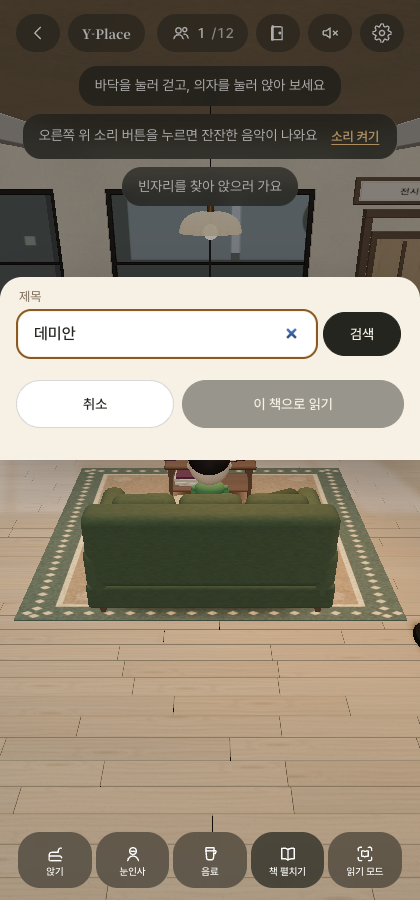 Y-Place
1 /12
바닥을 눌러 걷고, 의자를 눌러 앉아 보세요
오른쪽 위 소리 버튼을 누르면 잔잔한 음악이 나와요 소리 켜기
빈자리를 찾아 앉으러 가요
전시
제목
데미안
검색
취소
이 책으로 읽기
앉기
눈인사
음료
책 펼치기
읽기 모드